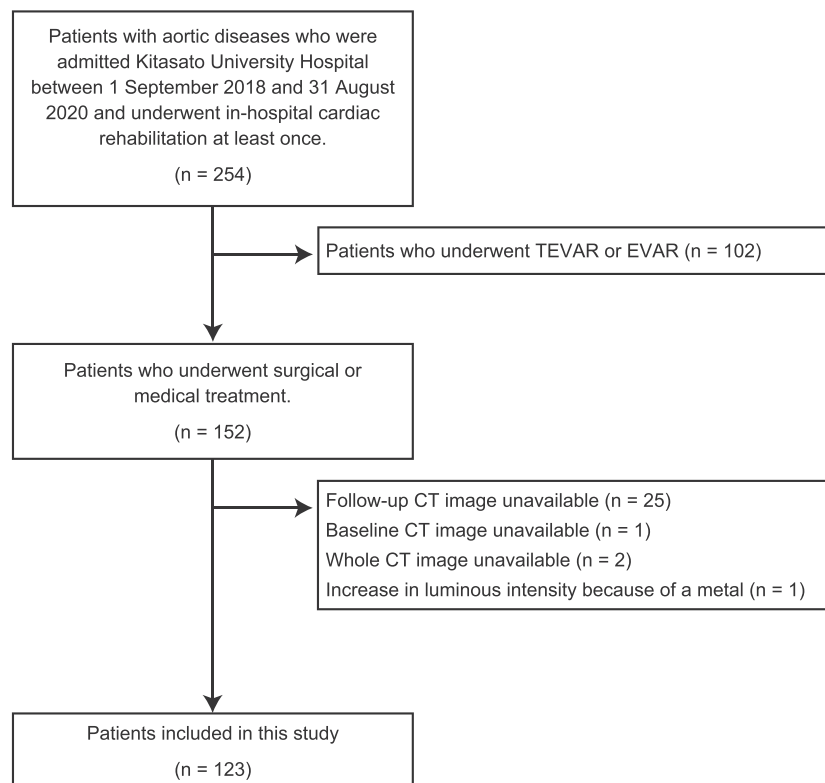 Patients with aortic diseases who were
admitted Kitasato University Hospital
between 1 September 2018 and 31 August
2020 and underwent in-hospital cardiac
rehabilitation at least once.
(n = 254)
Patients who underwent TEVAR or EVAR (n = 102)
Patients who underwent surgical or
medical treatment.
(n = 152)
Follow-up CT image unavailable (n = 25)
Baseline CT image unavailable (n = 1)
Whole CT image unavailable (n = 2)
Increase in luminous intensity because of a metal (n = 1)
Patients included in this study
(n = 123)